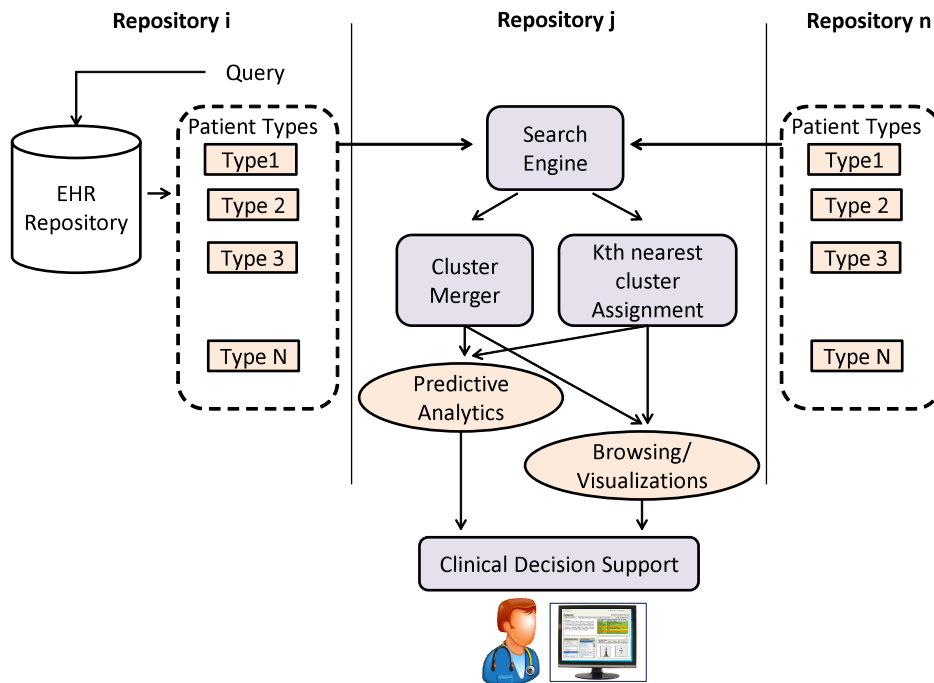 Repository i
Repository j
Repository n
Query
EHR
Repository
Patient Types
Type1
Type 2
Type 3
Type N
Search
Engine
Cluster
Merger
Kth nearest
cluster
Assignment
Predictive
Analytics
Browsing/
Visualizations
Clinical Decision Support
Patient Types
Type1
Type 2
Type 3
Type N